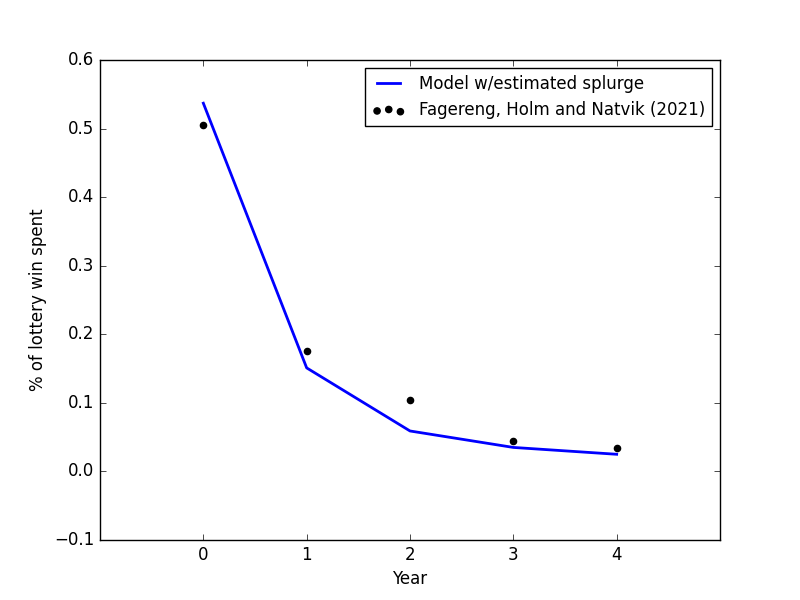 0.6
0.5
0.4
0.3
0.2
0.1
0.0
−0.1
% of lottery win spent
Model w/estimated splurge
Fagereng, Holm and Natvik (2021)
0 1 2 3 4
Year